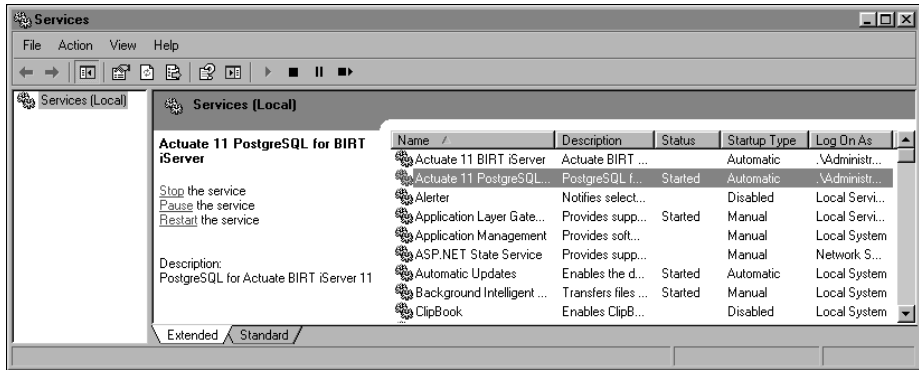 Services
File Action View Help
Services (Local)
Services (Local)
Actuate 11 PostgreSQL for BIRT
iServer
Stop the service
Pause the service
Restart the service
Description:
PostgreSQL for Actuate BIRT iServer 11
Name Description Status Startup Type Log On As
Actuate 11 BIRT iServer Actuate BIRT ... Automatic .\Administr...
Actuate 11 PostgreSQL... PostgreSQL f... Started Automatic .\Administr...
Alerter Notifies select... Disabled Local Servi...
Application Layer Gate... Provides supp... Started Manual Local Servi...
Application Management Provides soft... Manual Local System
ASP.NET State Service Provides supp... Manual Network S...
Automatic Updates Enables the d... Started Automatic Local System
Background Intelligent ... Transfers files ... Started Manual Local System
ClipBook Enables ClipB... Disabled Local System
Extended Standard